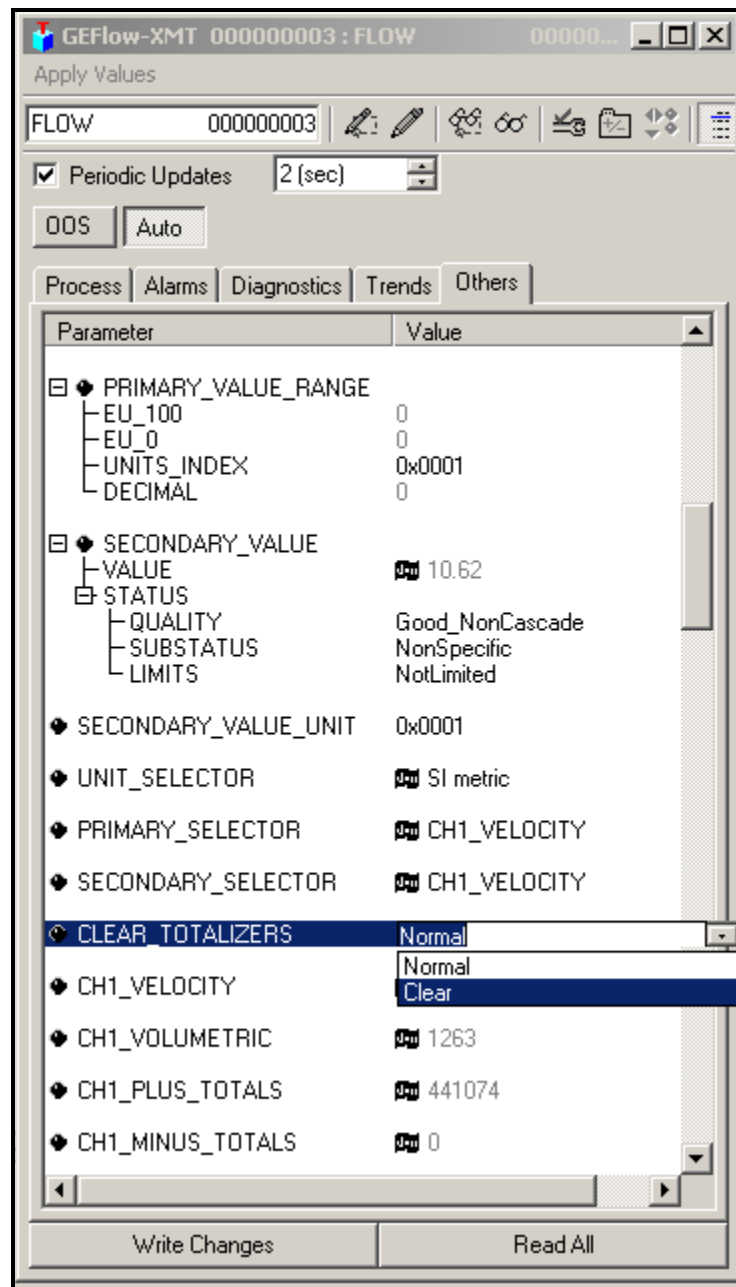 GEFlow-XMT 000000003 : FLOW 00000...
Apply Values
FLOW 000000003
Periodic Updates 2 (sec)
OOS Auto
Process Alarms Diagnostics Trends Others
Parameter Value
PRIMARY_VALUE_RANGE
EU_100 0
EU_0 0
UNITS_INDEX 0x0001
DECIMAL 0
SECONDARY_VALUE
VALUE 10.62
STATUS
QUALITY Good_NonCascade
SUBSTATUS NonSpecific
LIMITS NotLimited
SECONDARY_VALUE_UNIT 0x0001
UNIT_SELECTOR SI metric
PRIMARY_SELECTOR CH1_VELOCITY
SECONDARY_SELECTOR CH1_VELOCITY
CLEAR_TOTALIZERS Normal
Normal
CH1_VELOCITY Clear
CH1_VOLUMETRIC 1263
CH1_PLUS_TOTALS 441074
CH1_MINUS_TOTALS 0
Write Changes Read All